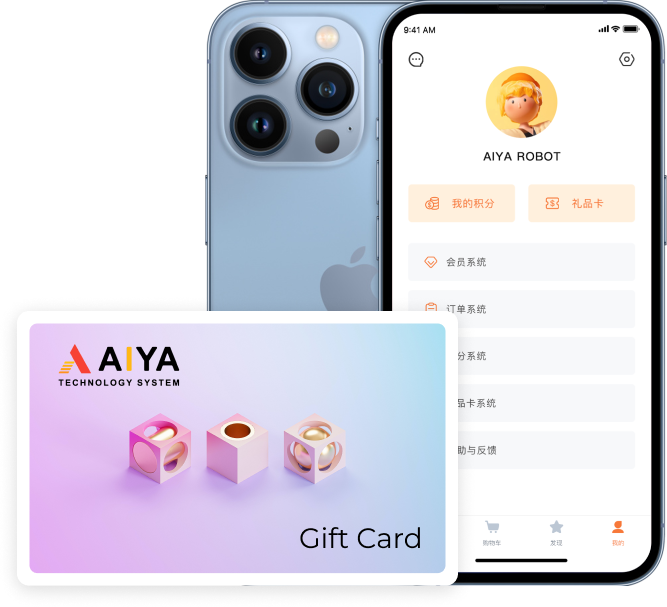 9:41 AM
AIYA ROBOT
我的积分
礼品卡
会员系统
订单系统
分系统
品卡系统
助与反馈
购物车
发现
我的
AIYA
TECHNOLOGY SYSTEM
Gift Card